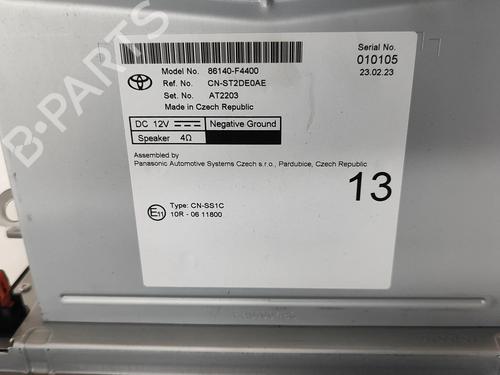 B-PARTS
Serial No.
010105
23.02.23
Model No. 86140-F4400
Ref. No. CN-ST2DE0AE
Set. No. AT2203
Made in Czech Republic
DC 12V Negative Ground
Speaker 4Ω
Assembled by
Panasonic Automotive Systems Czech s.r.o., Pardubice, Czech Republic
13
E11
Type: CN-SS1C
10R - 06 11800